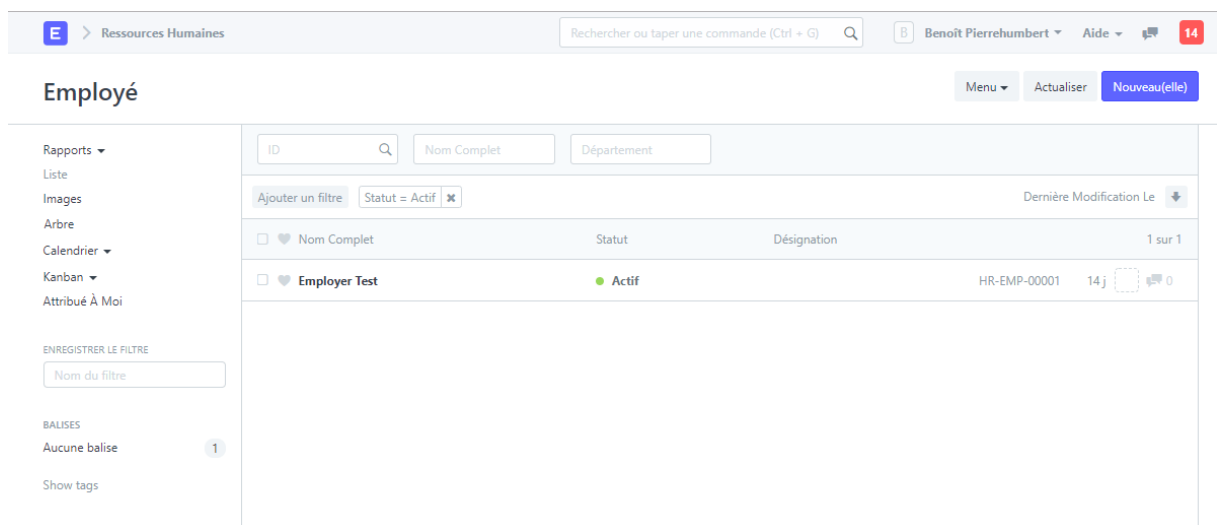 E Ressources Humaines Rechercher ou taper une commande (Ctrl + G) B Benoît Pierrehumbert Aide 14
Employé Menu Actualiser Nouveau(elle)
Rapports
Liste
Images
Arbre
Calendrier
Kanban
Attribué À Moi
ENREGISTRER LE FILTRE
Nom du filtre
BALISES
Aucune balise 1
Show tags
ID Nom Complet Département
Ajouter un filtre Statut = Actif Dernière Modification Le
Nom Complet Statut Désignation 1 sur 1
Employer Test Actif HR-EMP-00001 14 j 0